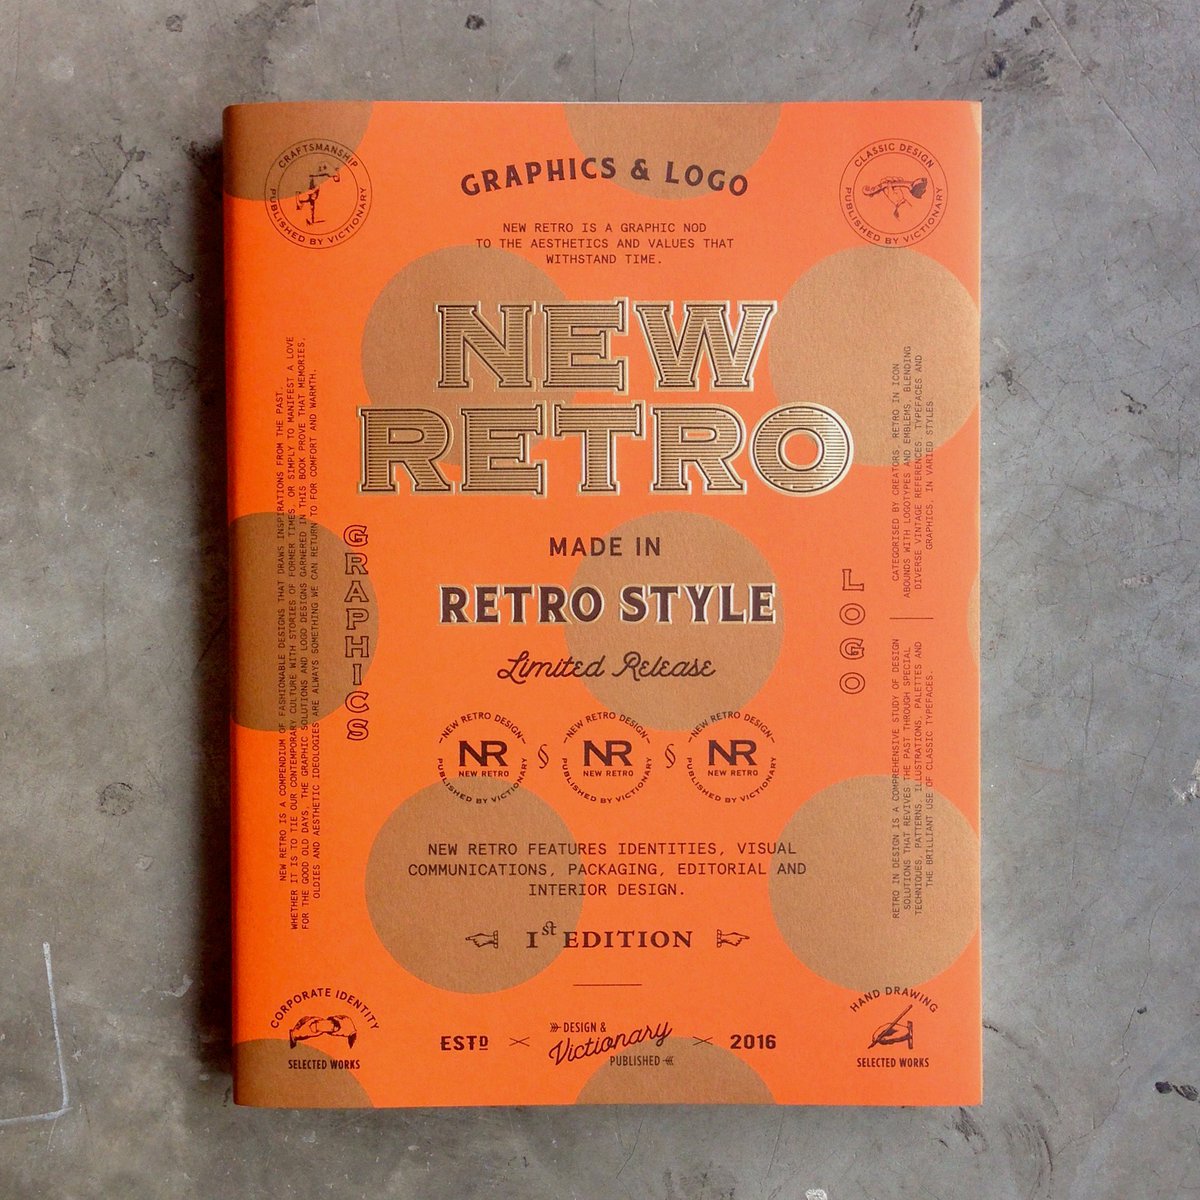 CRAFTSMANSHIP
PUBLISHED BY VICTIONARY
GRAPHICS & LOGO
CLASSIC DESIGN
PUBLISHED BY VICTIONARY
NEW RETRO IS A GRAPHIC NOD
TO THE AESTHETICS AND VALUES THAT
WITHSTAND TIME.
NEW
RETRO
NEW RETRO IS A COMPENDIUM OF FASHIONABLE DESIGNS THAT DRAWS INSPIRATIONS FROM THE PAST.
WHETHER IT IS TO TIE OUR CONTEMPORARY CULTURE WITH STORIES OF FORMER TIMES, OR SIMPLY TO MANIFEST A LOVE
FOR THE GOOD OLD DAYS, THE GRAPHIC SOLUTIONS AND LOGO DESIGNS GARNERED IN THIS BOOK PROVE THAT MEMORIES,
OLDIES AND AESTHETIC IDEOLOGIES ARE ALWAYS SOMETHING WE CAN RETURN TO FOR COMFORT AND WARMTH.
GRAPHICS
MADE IN
RETRO STYLE
Limited Release
LOGO
CATEGORISED BY CREATORS, RETRO IN ICON
ABOUNDS WITH LOGOTYPES AND EMBLEMS, BLENDING
DIVERSE VINTAGE REFERENCES, TYPEFACES AND
GRAPHICS, IN VARIED STYLES
RETRO IN DESIGN IS A COMPREHENSIVE STUDY OF DESIGN
SOLUTIONS THAT REVIVES THE PAST THROUGH SPECIAL
TECHNIQUES, PATTERNS, ILLUSTRATIONS, PALETTES AND
THE BRILLIANT USE OF CLASSIC TYPEFACES.
NEW RETRO DESIGN
NR
NEW RETRO
PUBLISHED BY VICTIONARY
§
NEW RETRO DESIGN
NR
NEW RETRO
PUBLISHED BY VICTIONARY
§
NEW RETRO DESIGN
NR
NEW RETRO
PUBLISHED BY VICTIONARY
NEW RETRO FEATURES IDENTITIES, VISUAL
COMMUNICATIONS, PACKAGING, EDITORIAL AND
INTERIOR DESIGN.
1st EDITION
CORPORATE IDENTITY
SELECTED WORKS
ESTD
DESIGN &
Victionary
PUBLISHED
2016
HAND DRAWING
SELECTED WORKS